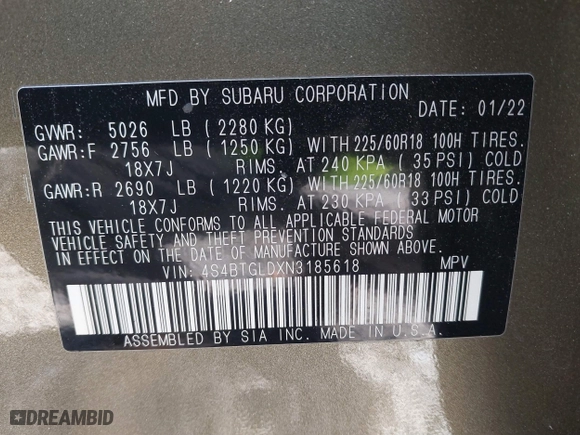 MFD BY SUBARU CORPORATION
DATE: 01/22
GVWR: 5026 LB ( 2280 KG)
GAWR:F 2756 LB ( 1250 KG) WITH 225/60R18 100H TIRES.
18X7J RIMS. AT 240 KPA ( 35 PSI) COLD
GAWR:R 2690 LB ( 1220 KG) WITH 225/60R18 100H TIRES.
18X7J RIMS. AT 230 KPA ( 33 PSI) COLD
THIS VEHICLE CONFORMS TO ALL APPLICABLE FEDERAL MOTOR
VEHICLE SAFETY AND THEFT PREVENTION STANDARDS
IN EFFECT ON THE DATE OF MANUFACTURE SHOWN ABOVE.
VIN: 4S4BTGLDXN3185618 MPV
ASSEMBLED BY SIA INC. MADE IN U.S.A.
DREAMBID